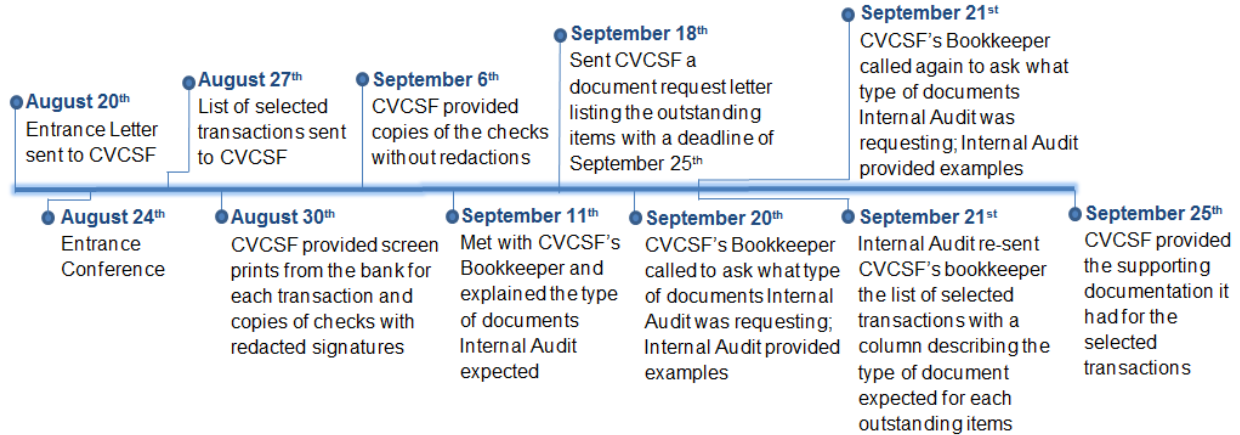 August 20th
Entrance Letter
sent to CVCSF
August 24th
Entrance
Conference
August 27th
List of selected
transactions sent
to CVCSF
August 30th
CVCSF provided screen
prints from the bank for
each transaction and
copies of checks with
redacted signatures
September 6th
CVCSF provided
copies of the checks
without redactions
September 11th
Met with CVCSF's
Bookkeeper and
explained the type
of documents
Internal Audit
expected
September 18th
Sent CVCSF a
document request letter
listing the outstanding
items with a deadline of
September 25th
September 20th
CVCSF's Bookkeeper
called to ask what type
of documents Internal
Audit was requesting;
Internal Audit provided
examples
September 21st
CVCSF's Bookkeeper
called again to ask what
type of documents
Internal Audit was
requesting; Internal Audit
provided examples
September 21st
Internal Audit re-sent
CVCSF's bookkeeper
the list of selected
transactions with a
column describing the
type of document
expected for each
outstanding items
September 25th
CVCSF provided
the supporting
documentation it
had for the
selected
transactions